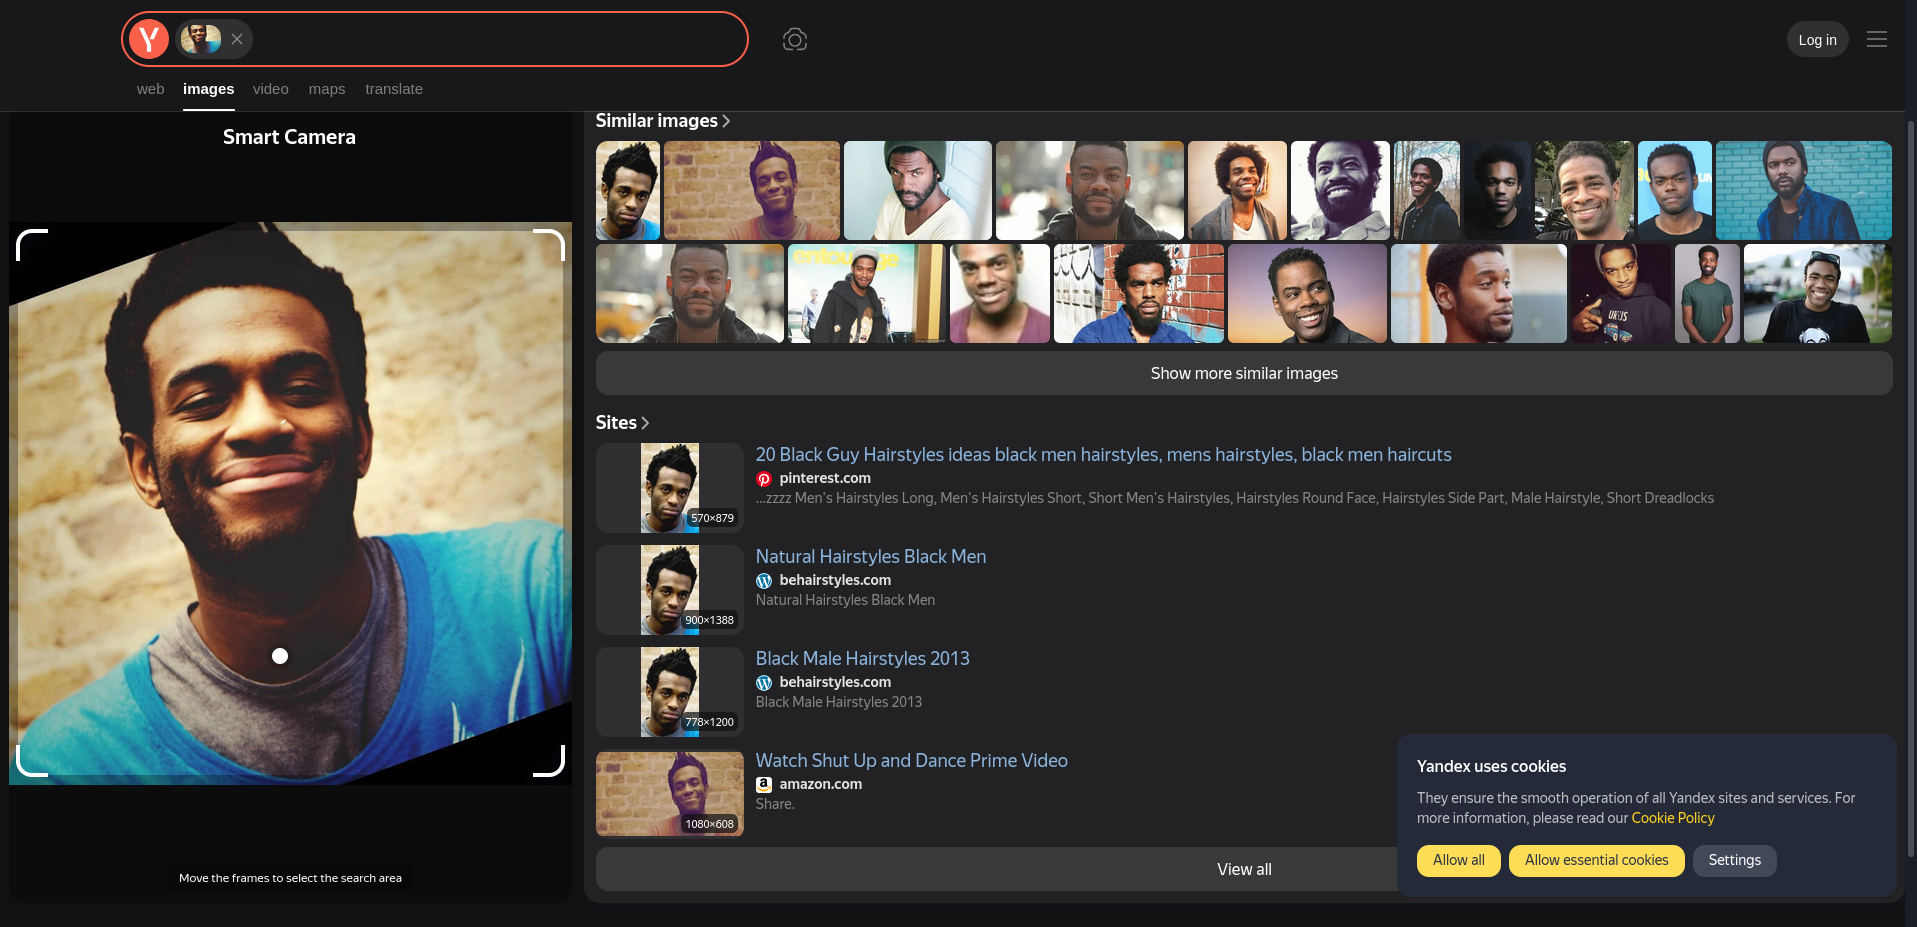 Log in
web images video maps translate
Smart Camera
Move the frames to select the search area
Similar images
Show more similar images
Sites
570×879
20 Black Guy Hairstyles ideas black men hairstyles, mens hairstyles, black men haircuts
pinterest.com
...zzzz Men's Hairstyles Long, Men's Hairstyles Short, Short Men's Hairstyles, Hairstyles Round Face, Hairstyles Side Part, Male Hairstyle, Short Dreadlocks
900×1388
Natural Hairstyles Black Men
behairstyles.com
Natural Hairstyles Black Men
778×1200
Black Male Hairstyles 2013
behairstyles.com
Black Male Hairstyles 2013
1080×608
Watch Shut Up and Dance Prime Video
amazon.com
Share.
View all
Yandex uses cookies
They ensure the smooth operation of all Yandex sites and services. For
more information, please read our Cookie Policy
Allow all
Allow essential cookies
Settings